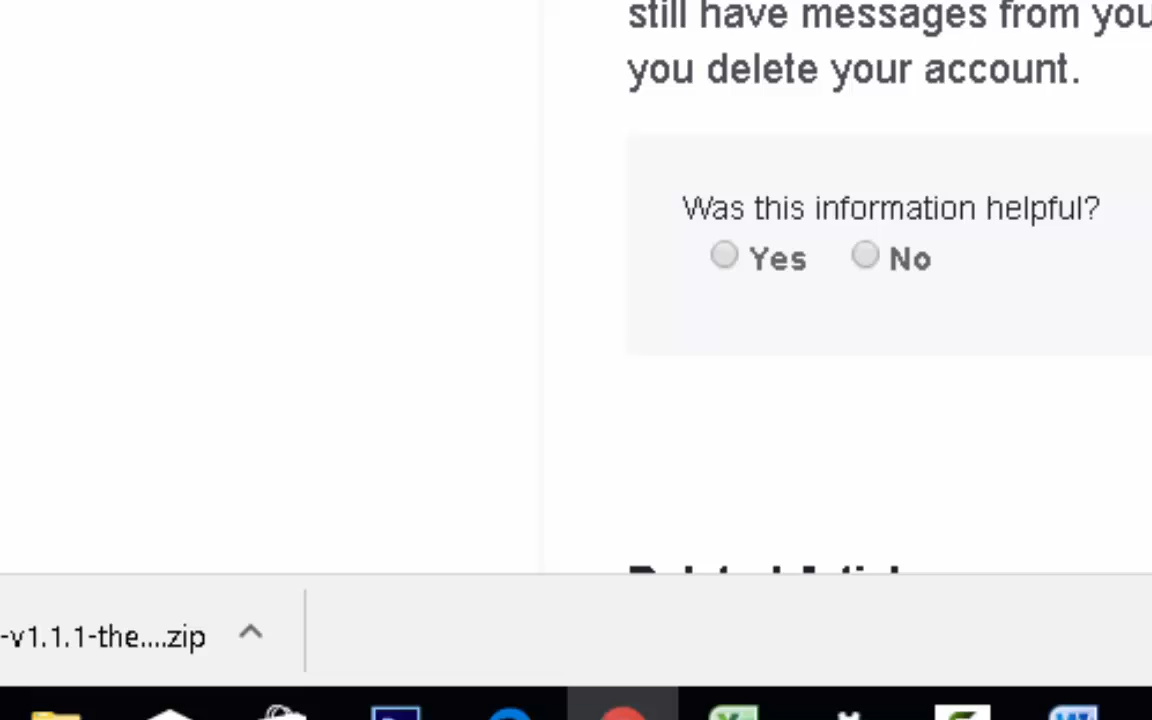 still have messages from you
you delete your account.
Was this information helpful?
Yes No
-v1.1.1-the....zip